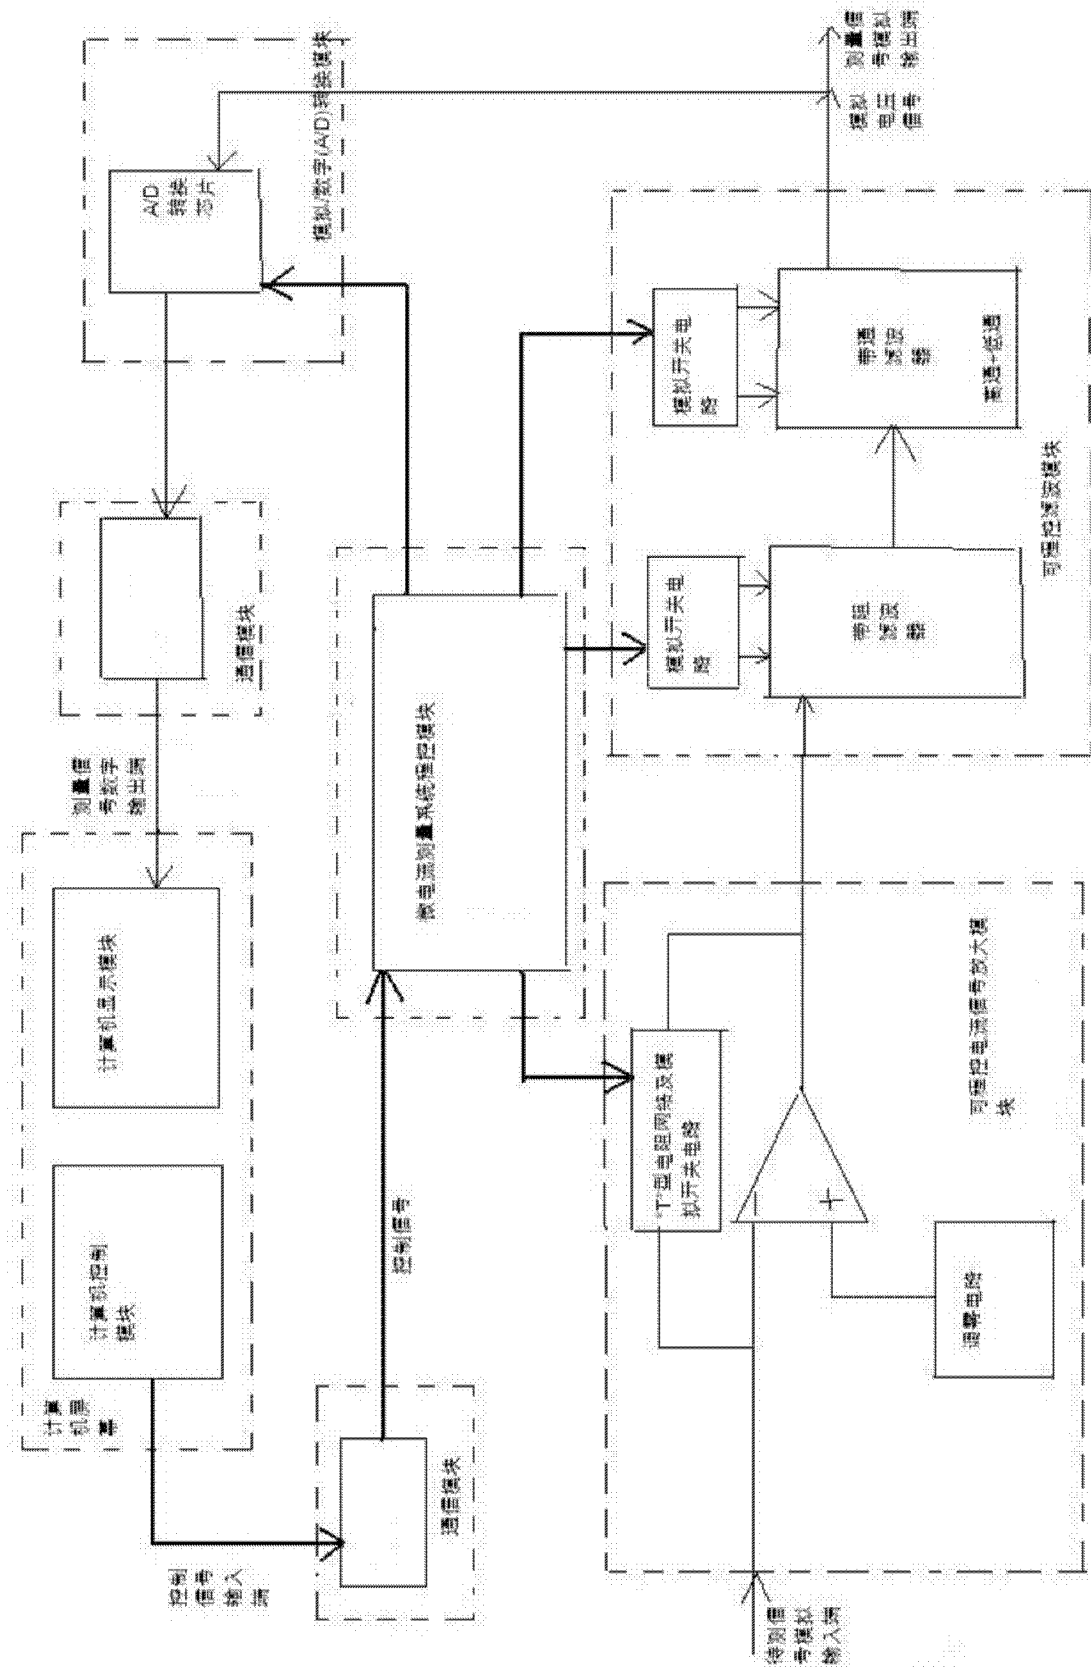 计算
机屏
幕
计算机控制
模块
计算机显示模块
测量信
号数字
输出端
通信模块
A/D
转换
芯片
模拟/数字(A/D)转换模块
控制
信号
输入
端
通信模块
控制信号
微电流测量系统程控模块
待测信
号模拟
输入端
"T"型电阻网络及模
拟开关电路
调零电路
可程控电流信号放大模
块
模拟开关电
路
带阻
滤波
器
模拟开关电
路
带通
滤波
器
高通+低通
可程控滤波模块
模拟
电压
信号
测量信
号模拟
输出端